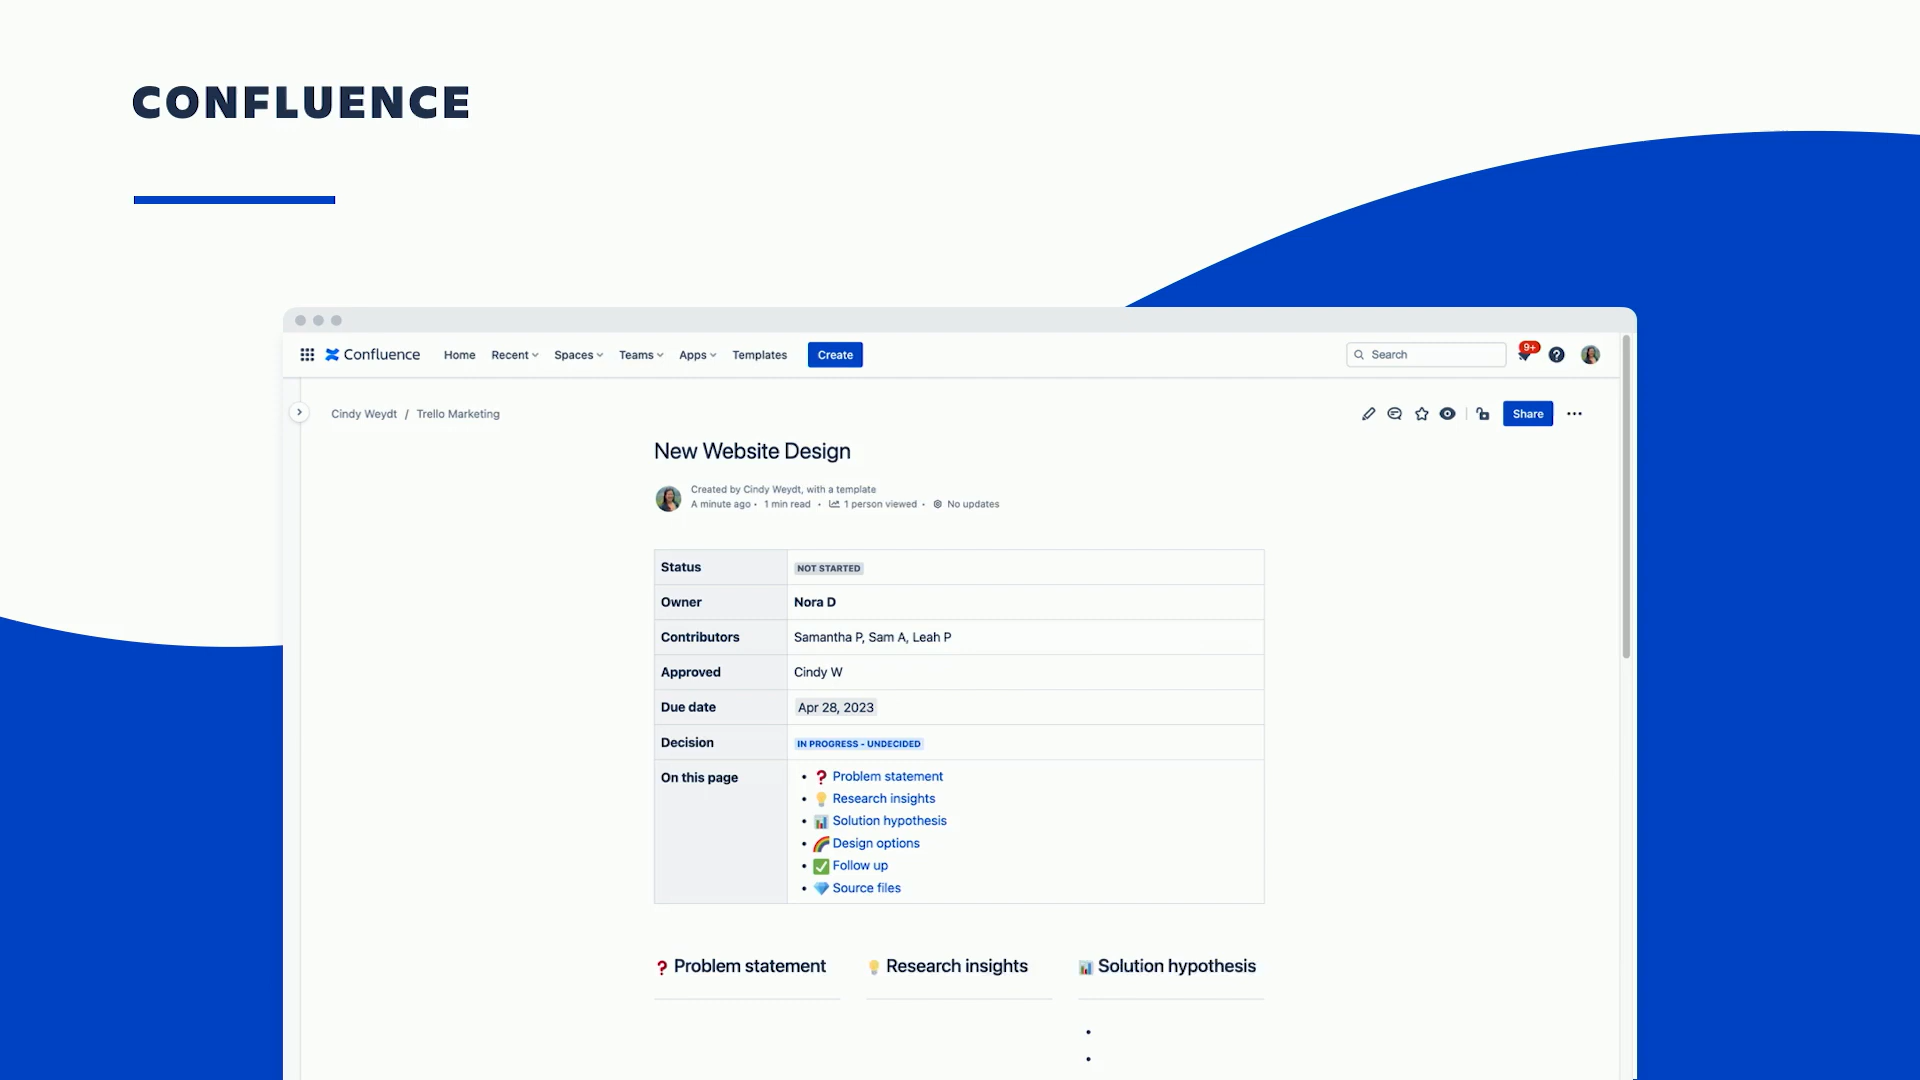 CONFLUENCE
Confluence Home Recent Spaces Teams Apps Templates Create Search 9+
Cindy Weydt / Trello Marketing Share
New Website Design
Created by Cindy Weydt, with a template
A minute ago • 1 min read • 1 person viewed • No updates
Status NOT STARTED
Owner Nora D
Contributors Samantha P, Sam A, Leah P
Approved Cindy W
Due date Apr 28, 2023
Decision IN PROGRESS - UNDECIDED
On this page • ❓ Problem statement
• 💡 Research insights
• 📊 Solution hypothesis
• 🌈 Design options
• ✅ Follow up
• 💎 Source files
❓ Problem statement 💡 Research insights 📊 Solution hypothesis